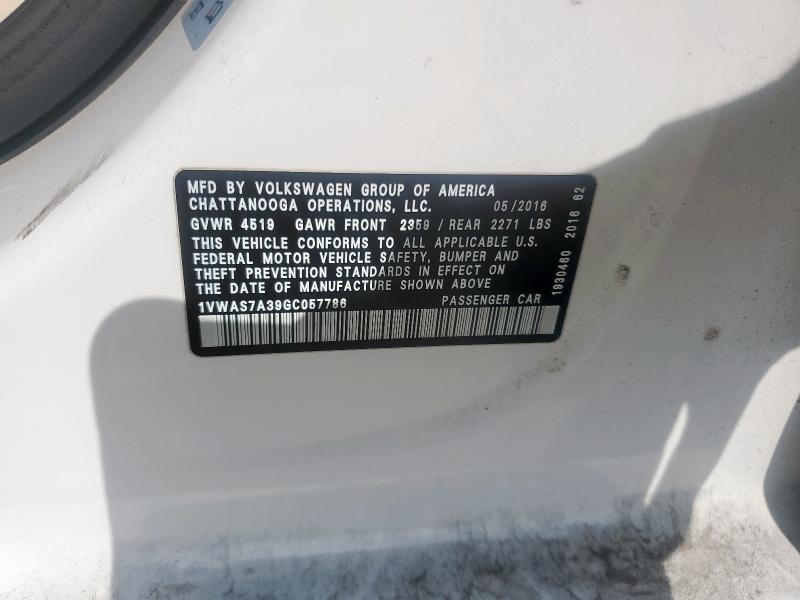 MFD BY VOLKSWAGEN GROUP OF AMERICA
CHATTANOOGA OPERATIONS, LLC. 05/2016
GVWR 4519 GAWR FRONT 2359 / REAR 2271 LBS
THIS VEHICLE CONFORMS TO ALL APPLICABLE U.S.
FEDERAL MOTOR VEHICLE SAFETY, BUMPER AND
THEFT PREVENTION STANDARDS IN EFFECT ON
THE DATE OF MANUFACTURE SHOWN ABOVE
1VWAS7A39GC057786 PASSENGER CAR
1930460 2016 62